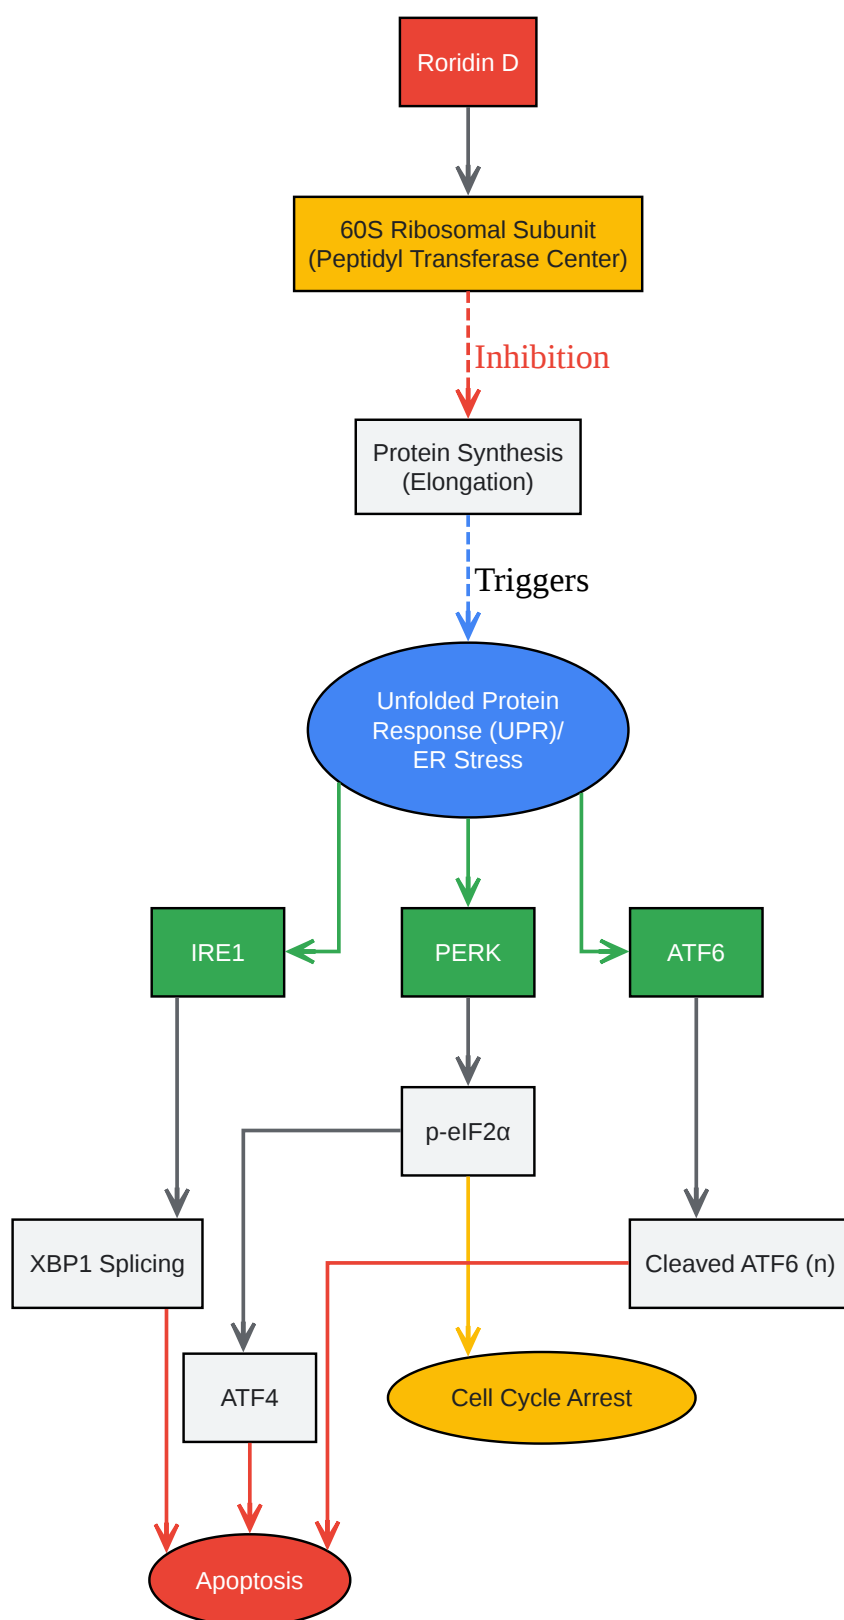 Roridin D
60S Ribosomal Subunit
(Peptidyl Transferase Center)
Inhibition
Protein Synthesis
(Elongation)
Triggers
Unfolded Protein
Response (UPR)/
ER Stress
IRE1
PERK
ATF6
p-eIF2α
XBP1 Splicing
Cleaved ATF6 (n)
ATF4
Cell Cycle Arrest
Apoptosis